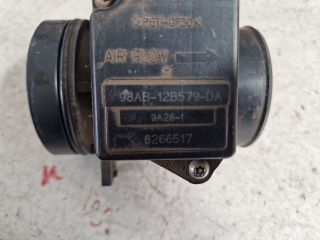 >PBT-GF30<
AIR FLOW
98AB-12B579-DA
9A28-1
6266517